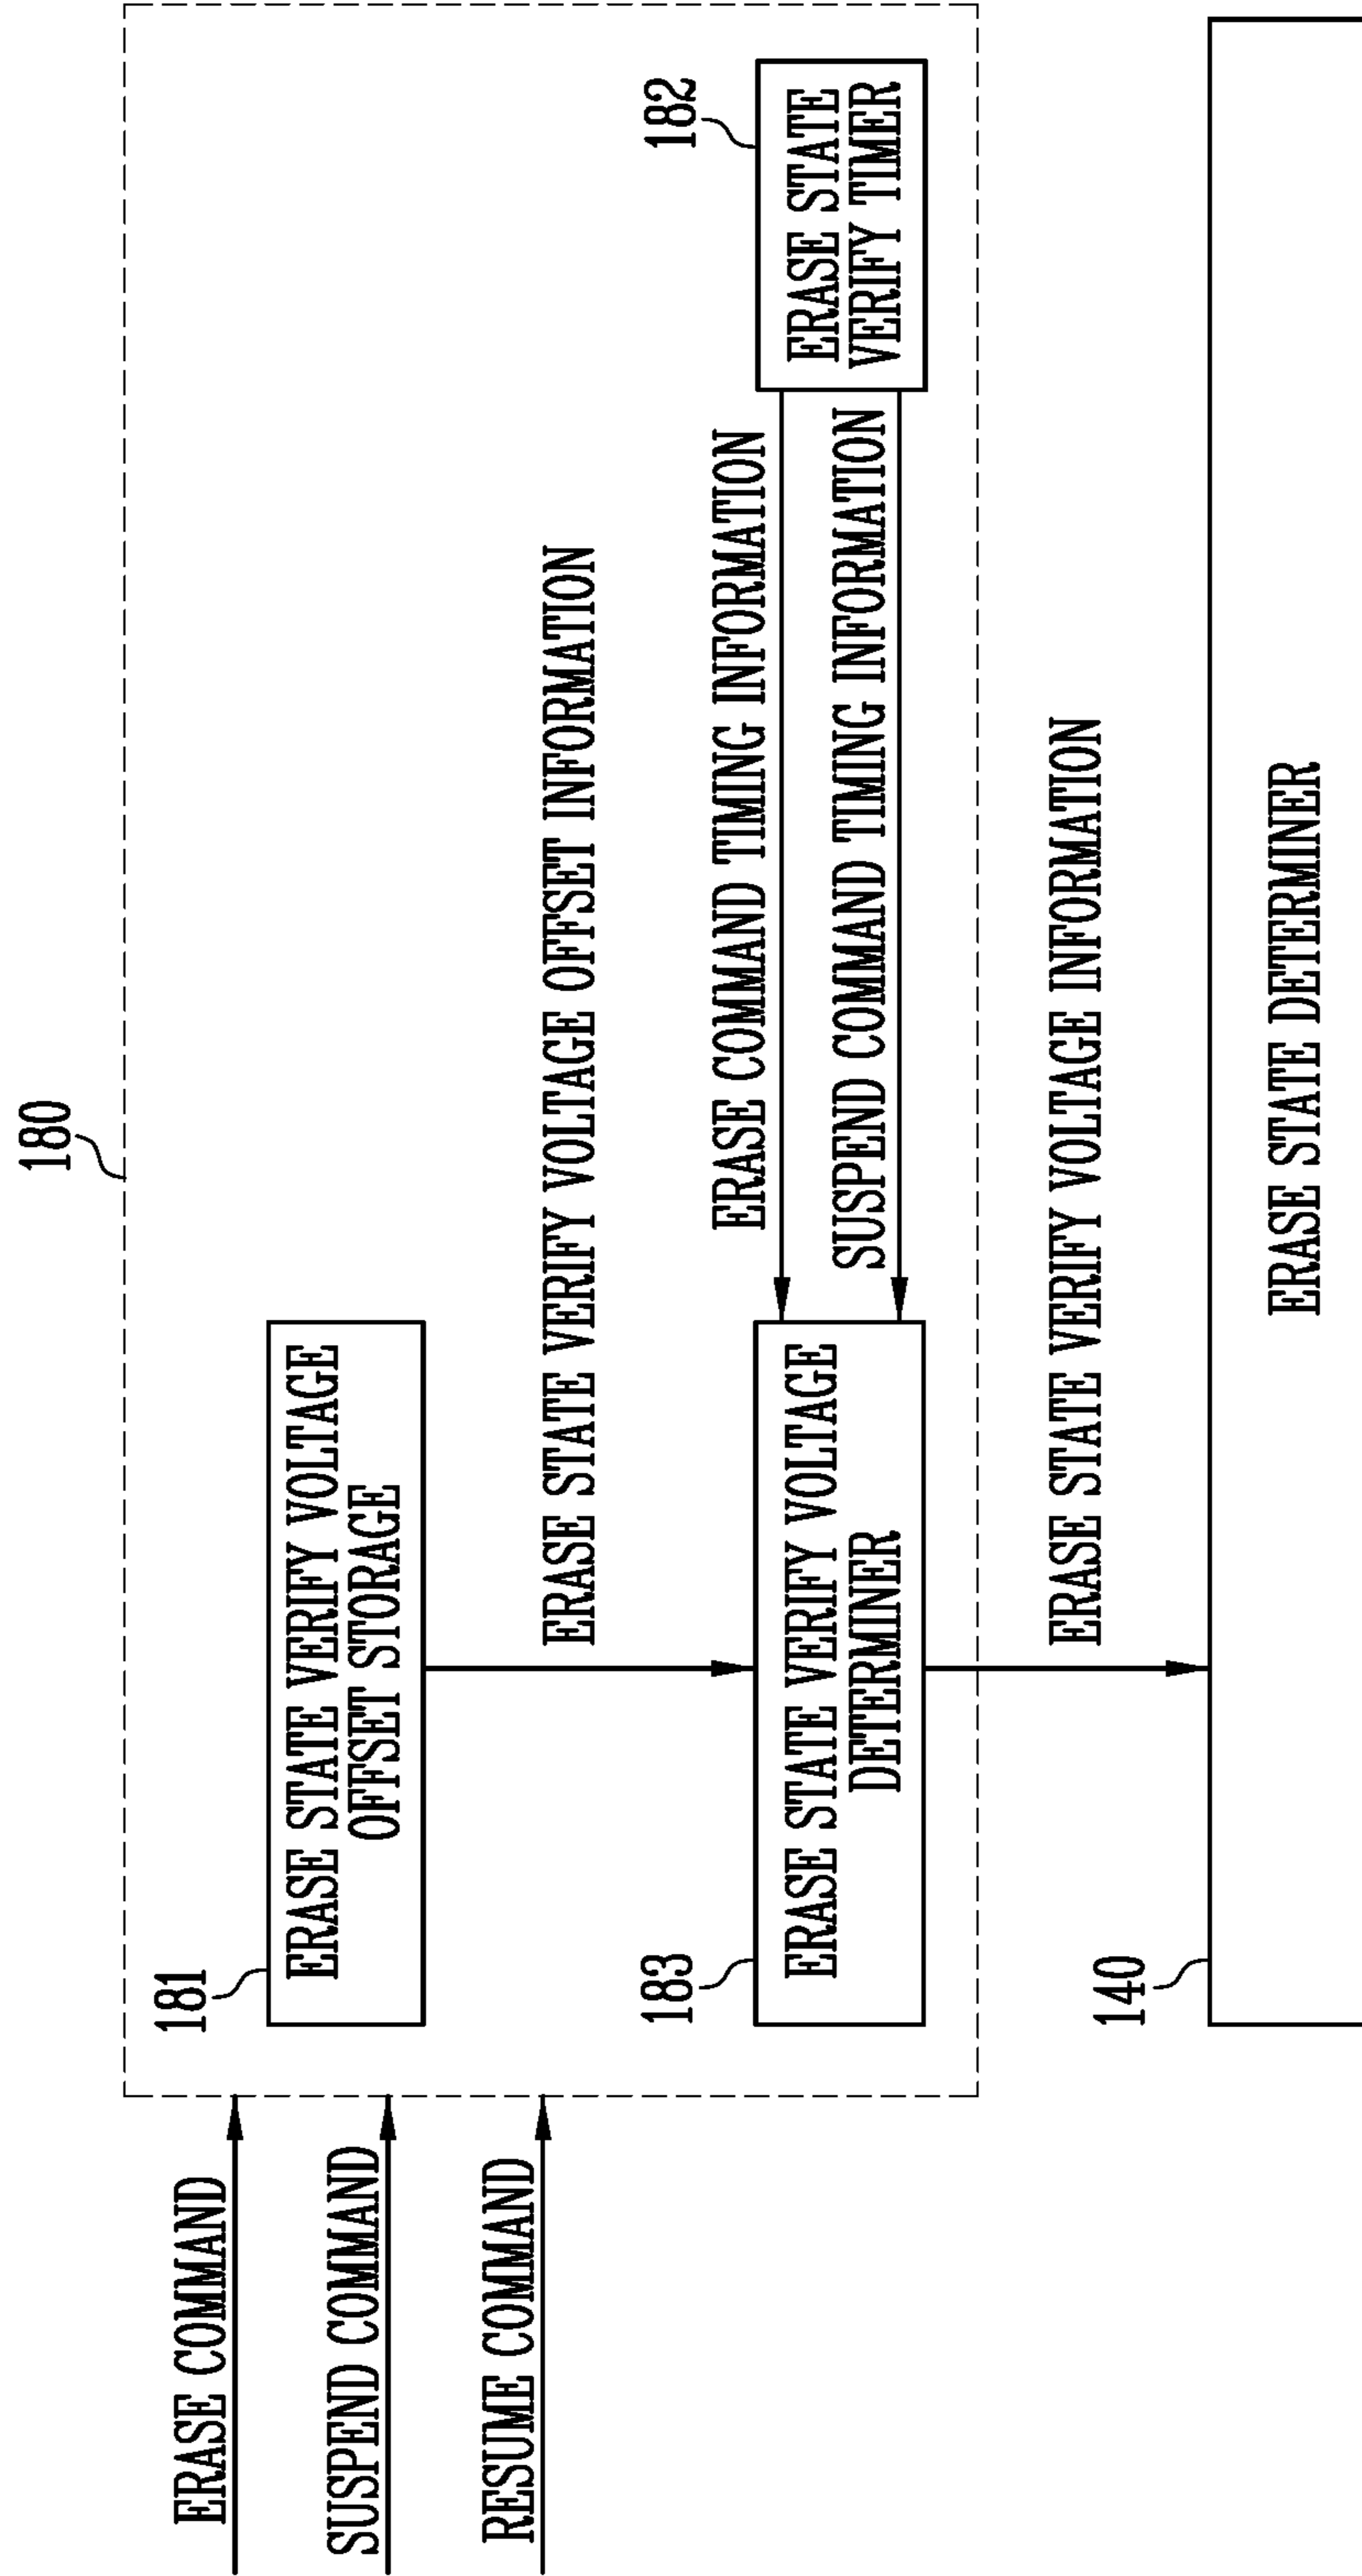 180
ERASE COMMAND
SUSPEND COMMAND
RESUME COMMAND
181
ERASE STATE VERIFY VOLTAGE
OFFSET STORAGE
ERASE STATE VERIFY VOLTAGE OFFSET INFORMATION
182
ERASE STATE
VERIFY TIMER
ERASE COMMAND TIMING INFORMATION
SUSPEND COMMAND TIMING INFORMATION
183
ERASE STATE VERIFY VOLTAGE
DETERMINER
ERASE STATE VERIFY VOLTAGE INFORMATION
140
ERASE STATE DETERMINER